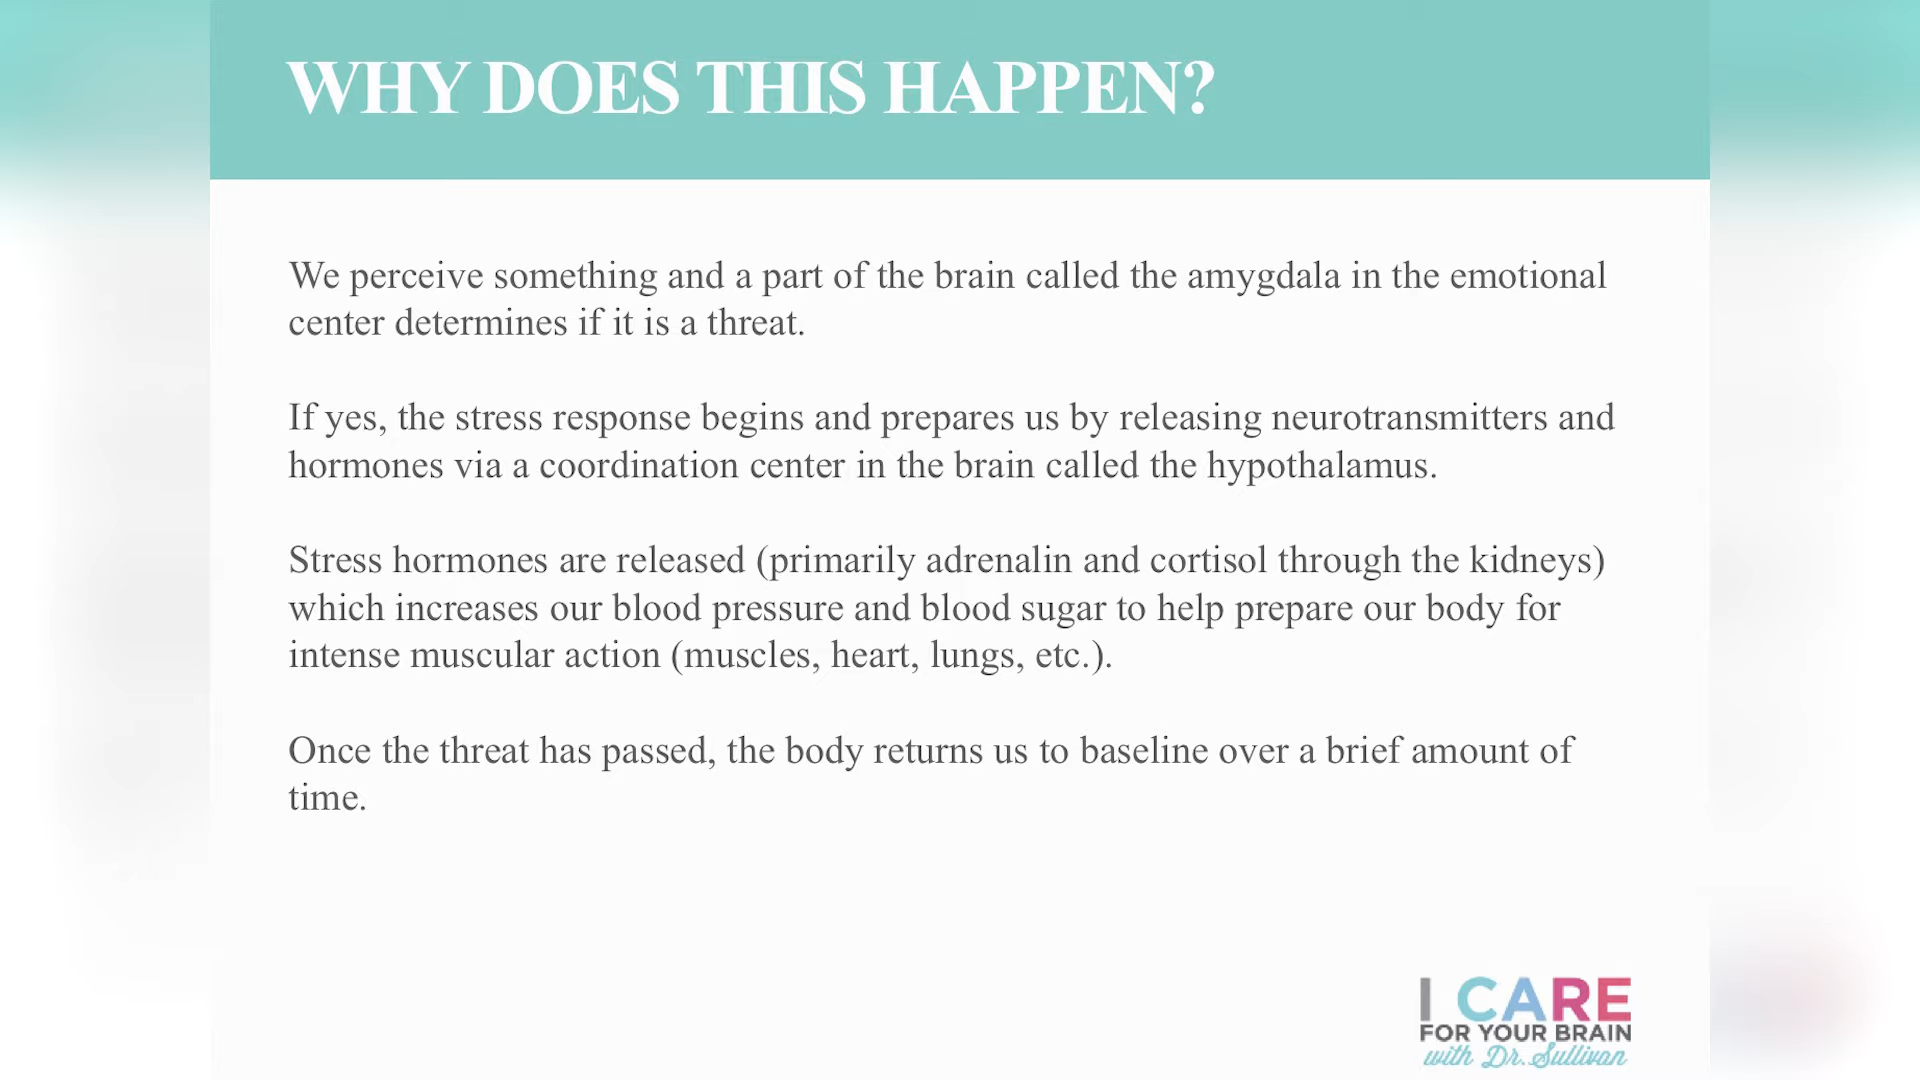 WHY DOES THIS HAPPEN?
We perceive something and a part of the brain called the amygdala in the emotional
center determines if it is a threat.
If yes, the stress response begins and prepares us by releasing neurotransmitters and
hormones via a coordination center in the brain called the hypothalamus.
Stress hormones are released (primarily adrenalin and cortisol through the kidneys)
which increases our blood pressure and blood sugar to help prepare our body for
intense muscular action (muscles, heart, lungs, etc.).
Once the threat has passed, the body returns us to baseline over a brief amount of
time.
I CARE
FOR YOUR BRAIN
with Dr. Sullivan